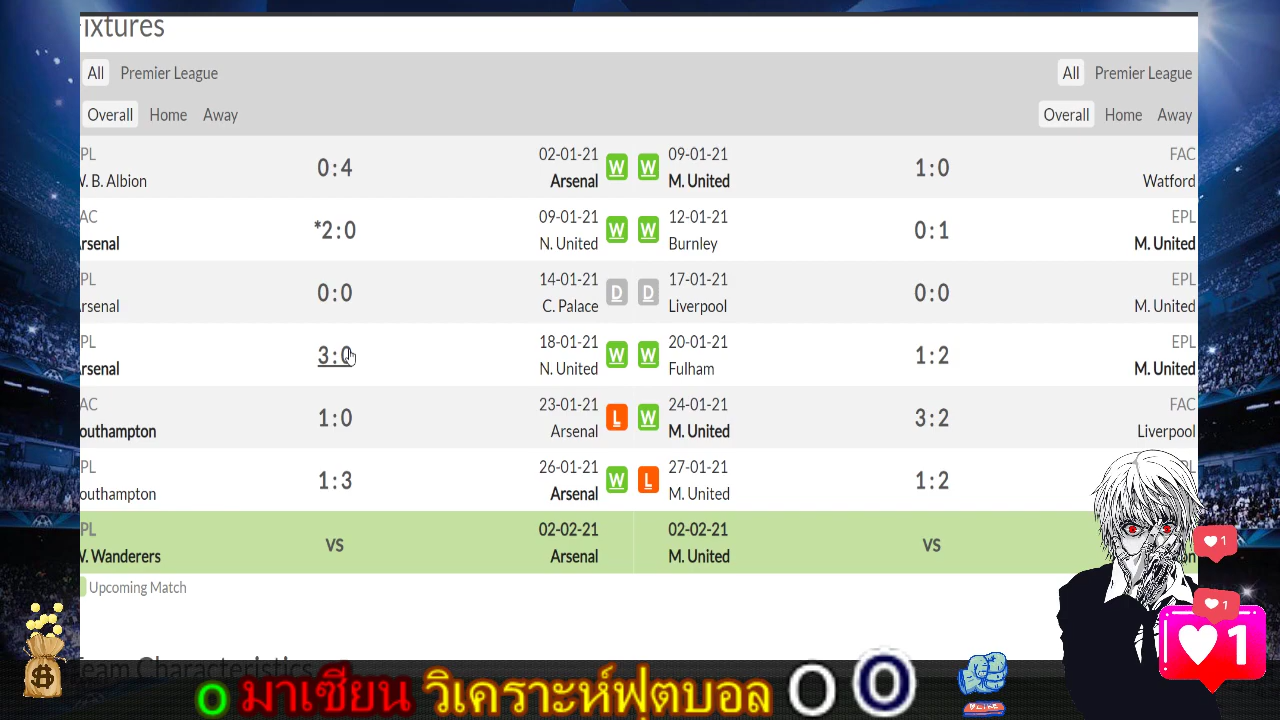 ixtures
All Premier League All Premier League
Overall Home Away Overall Home Away
PL 02-01-21 09-01-21 FAC
0:4 W W 1:0
. B. Albion Arsenal M. United Watford
AC 09-01-21 12-01-21 EPL
*2:0 W W 0:1
rsenal N. United Burnley M. United
PL 14-01-21 17-01-21 EPL
0:0 D D 0:0
rsenal C. Palace Liverpool M. United
PL 18-01-21 20-01-21 EPL
3:0 W W 1:2
rsenal N. United Fulham M. United
AC 23-01-21 24-01-21 FAC
1:0 L W 3:2
outhampton Arsenal M. United Liverpool
PL 26-01-21 27-01-21
1:3 W L 1:2
outhampton Arsenal M. United
PL 02-02-21 02-02-21
VS VS
. Wanderers Arsenal M. United on
Upcoming Match
1
1
1
Team Characteristics
o มาเซียน วิเคราะห์ฟุตบอล O O
LIKE
$